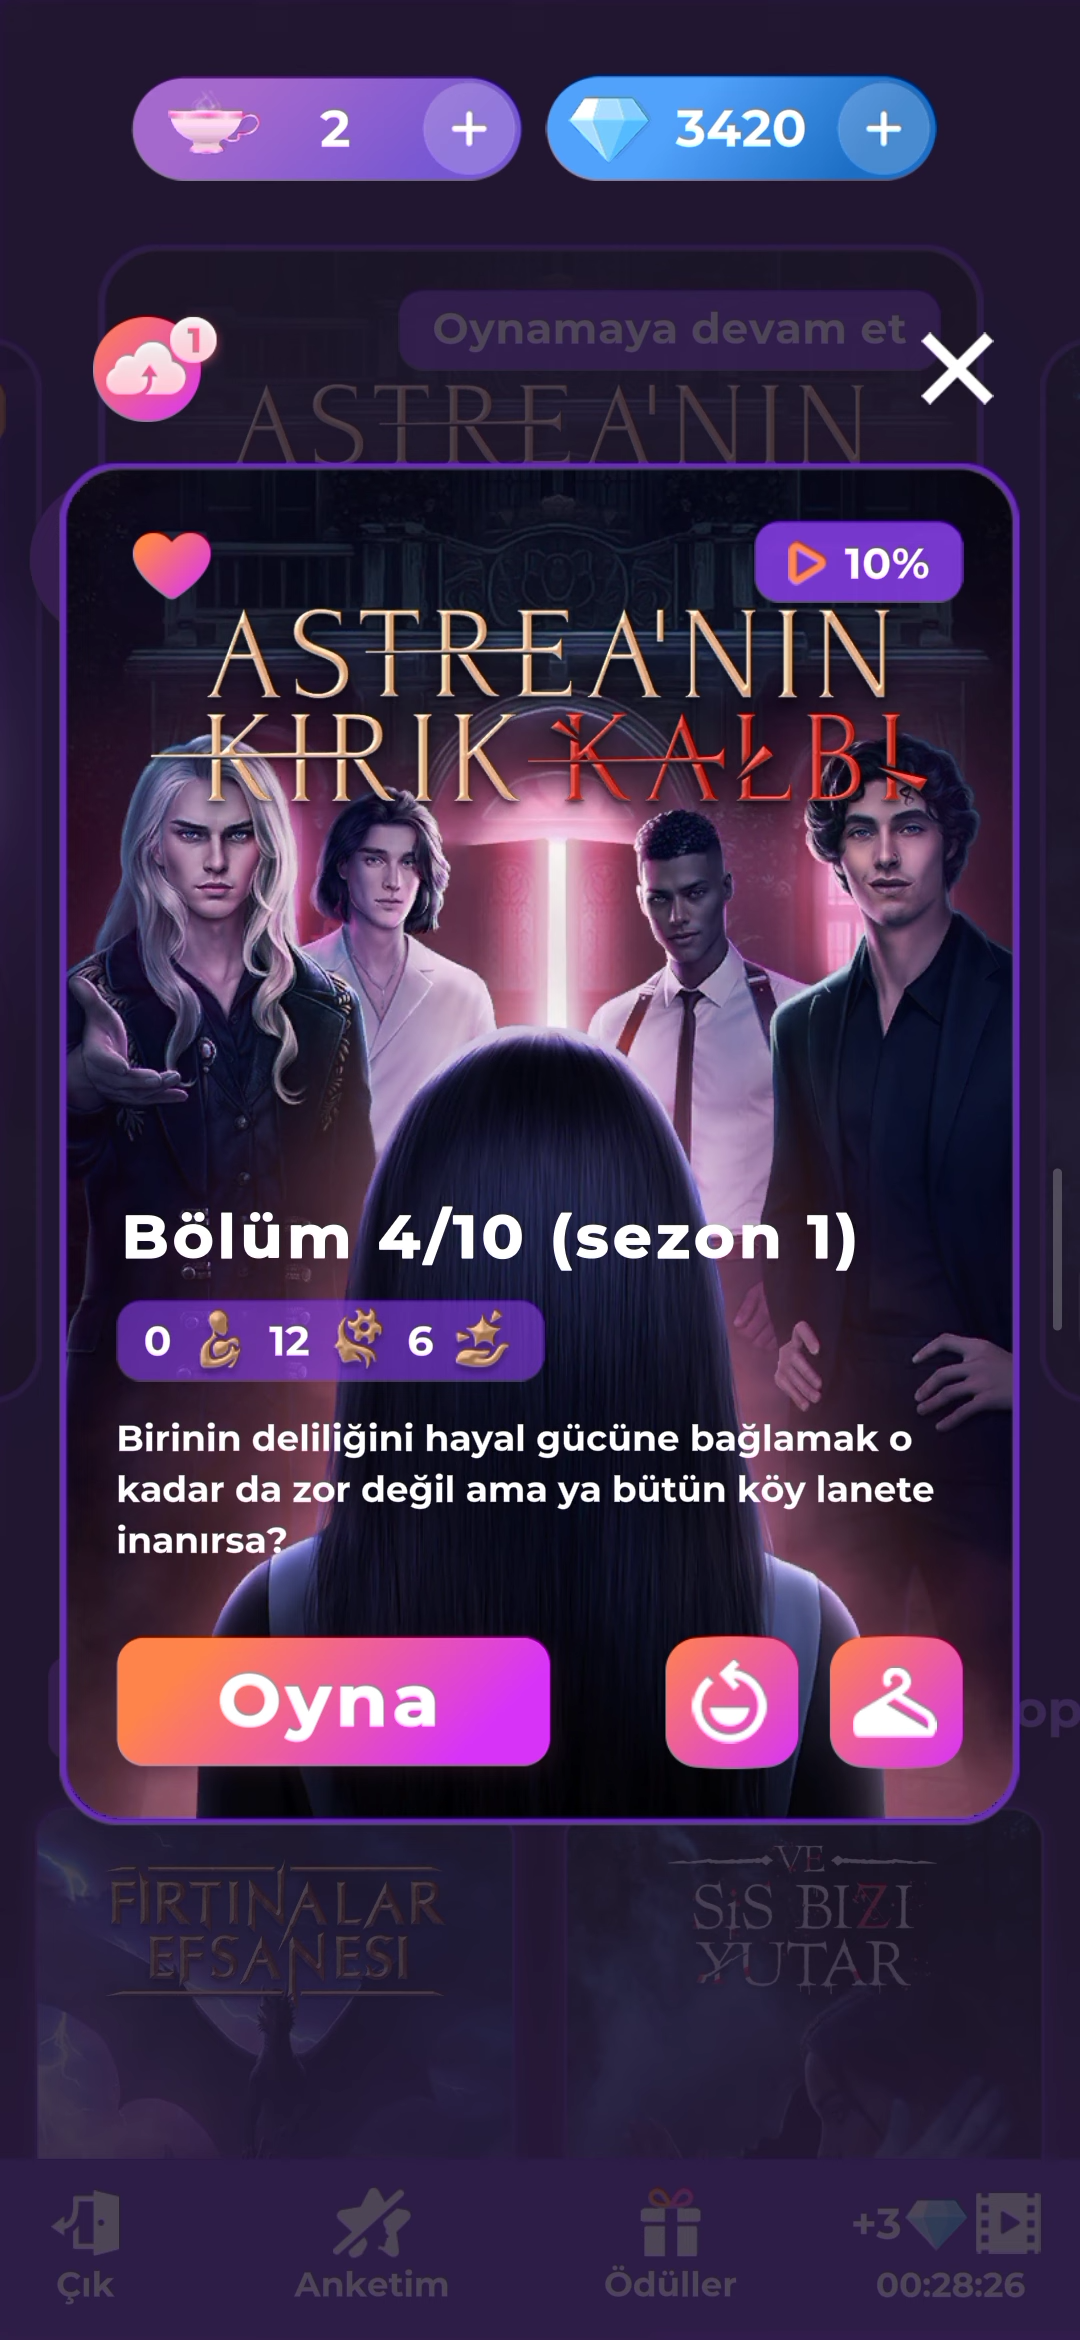 2
3420
Oynamaya devam et
1
ASTREA'NIN
10%
ASTREA'NIN
KIRIK KALBI
Bölüm 4/10 (sezon 1)
0 12 6
Birinin deliliğini hayal gücüne bağlamak o
kadar da zor değil ama ya bütün köy lanete
inanırsa?
Oyna
op
FIRTINALAR
EFSANESI
VE
SiS BIZI
YUTAR
+3
Çık
Anketim
Ödüller
00:28:26